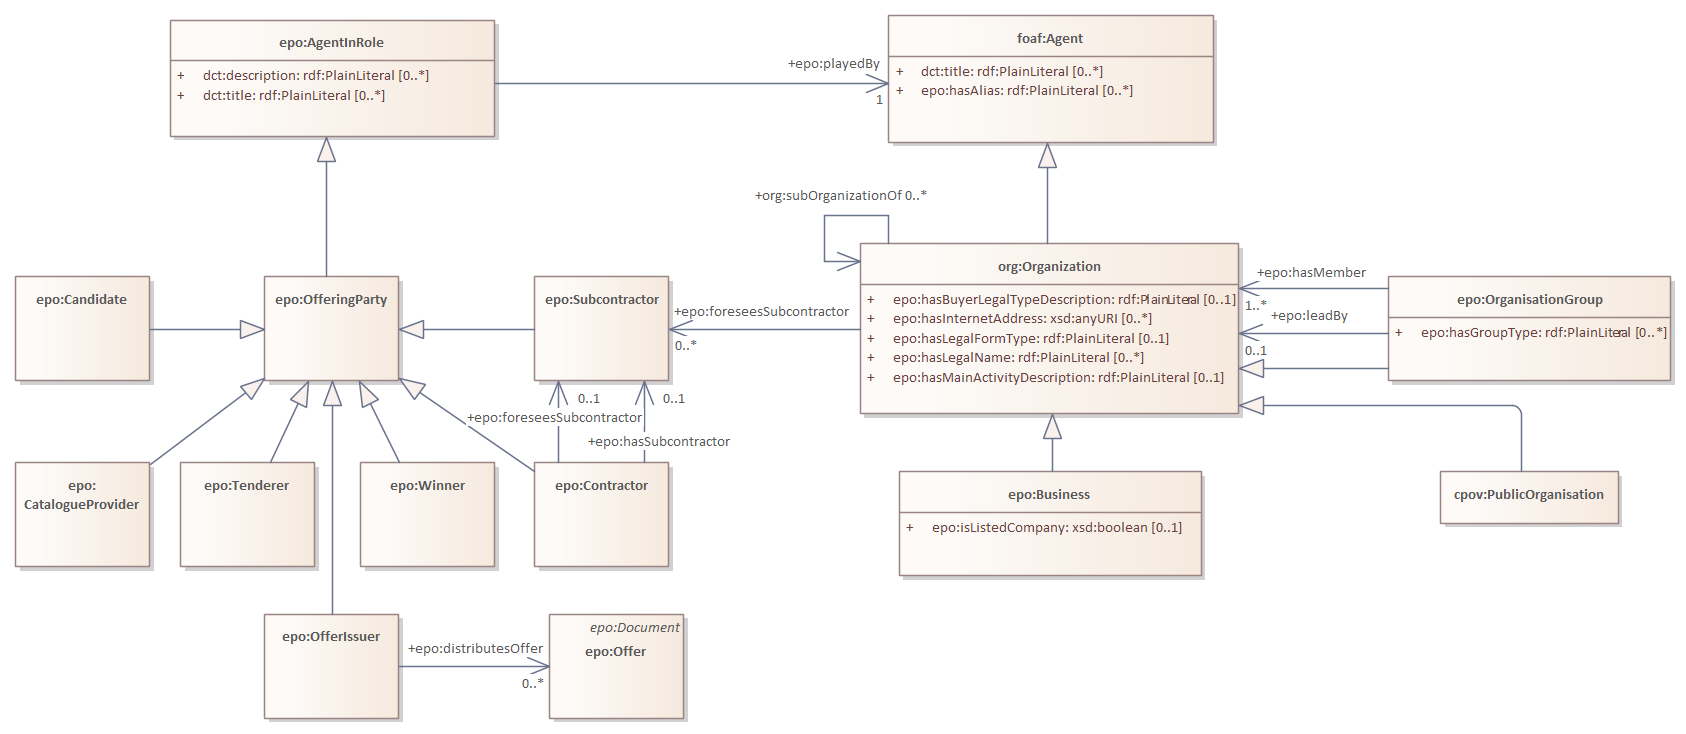 epo:AgentInRole
+ dct:description: rdf:PlainLiteral [0..*]
+ dct:title: rdf:PlainLiteral [0..*]
+epo:playedBy
1
foaf:Agent
+ dct:title: rdf:PlainLiteral [0..*]
+ epo:hasAlias: rdf:PlainLiteral [0..*]
+org:subOrganizationOf 0..*
epo:Candidate
epo:OfferingParty
epo:Subcontractor
+epo:foreseesSubcontractor
0..*
org:Organization
+ epo:hasBuyerLegalTypeDescription: rdf:PlainLiteral [0..1]
+ epo:hasInternetAddress: xsd:anyURI [0..*]
+ epo:hasLegalFormType: rdf:PlainLiteral [0..1]
+ epo:hasLegalName: rdf:PlainLiteral [0..*]
+ epo:hasMainActivityDescription: rdf:PlainLiteral [0..1]
+epo:hasMember
1..*
+epo:leadBy
0..1
epo:OrganisationGroup
+ epo:hasGroupType: rdf:PlainLiteral [0..*]
0..1
0..1
+epo:foreseesSubcontractor
+epo:hasSubcontractor
epo:
CatalogueProvider
epo:Tenderer
epo:Winner
epo:Contractor
epo:Business
+ epo:isListedCompany: xsd:boolean [0..1]
cpov:PublicOrganisation
epo:OfferIssuer
+epo:distributesOffer
0..*
epo:Document
epo:Offer